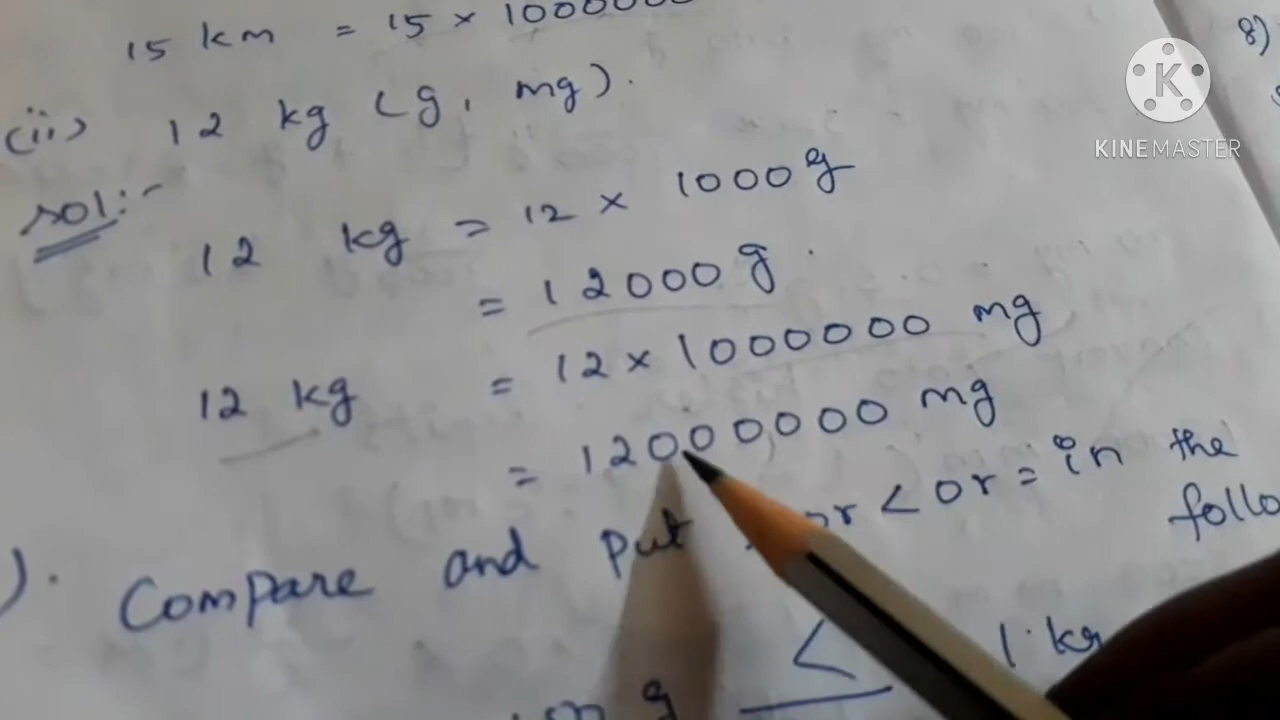 15 km = 15 × 100000
(ii) 12 kg (g, mg).
sol:-
12 kg = 12 × 1000 g
= 12000 g.
12 kg = 12 × 1000000 mg
= 12000000 mg
). Compare and put or < or = in the
follo
g < 1 kg
8)
KINEMASTER